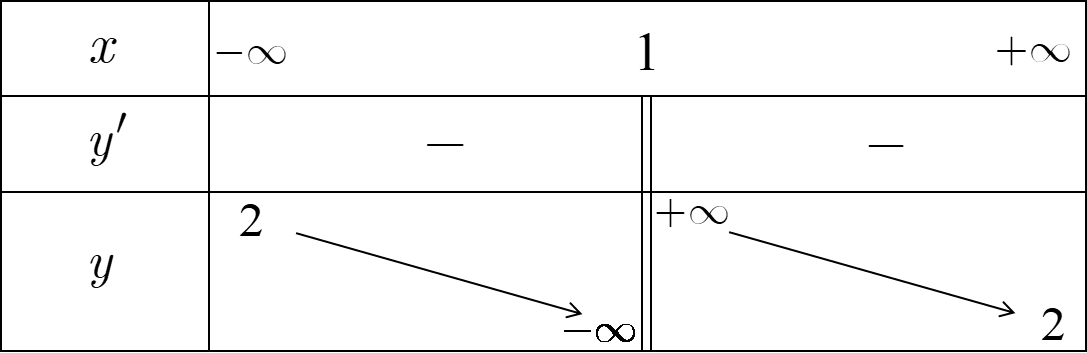 x −∞ 1 +∞
y′ − −
2 +∞
y
−∞ 2